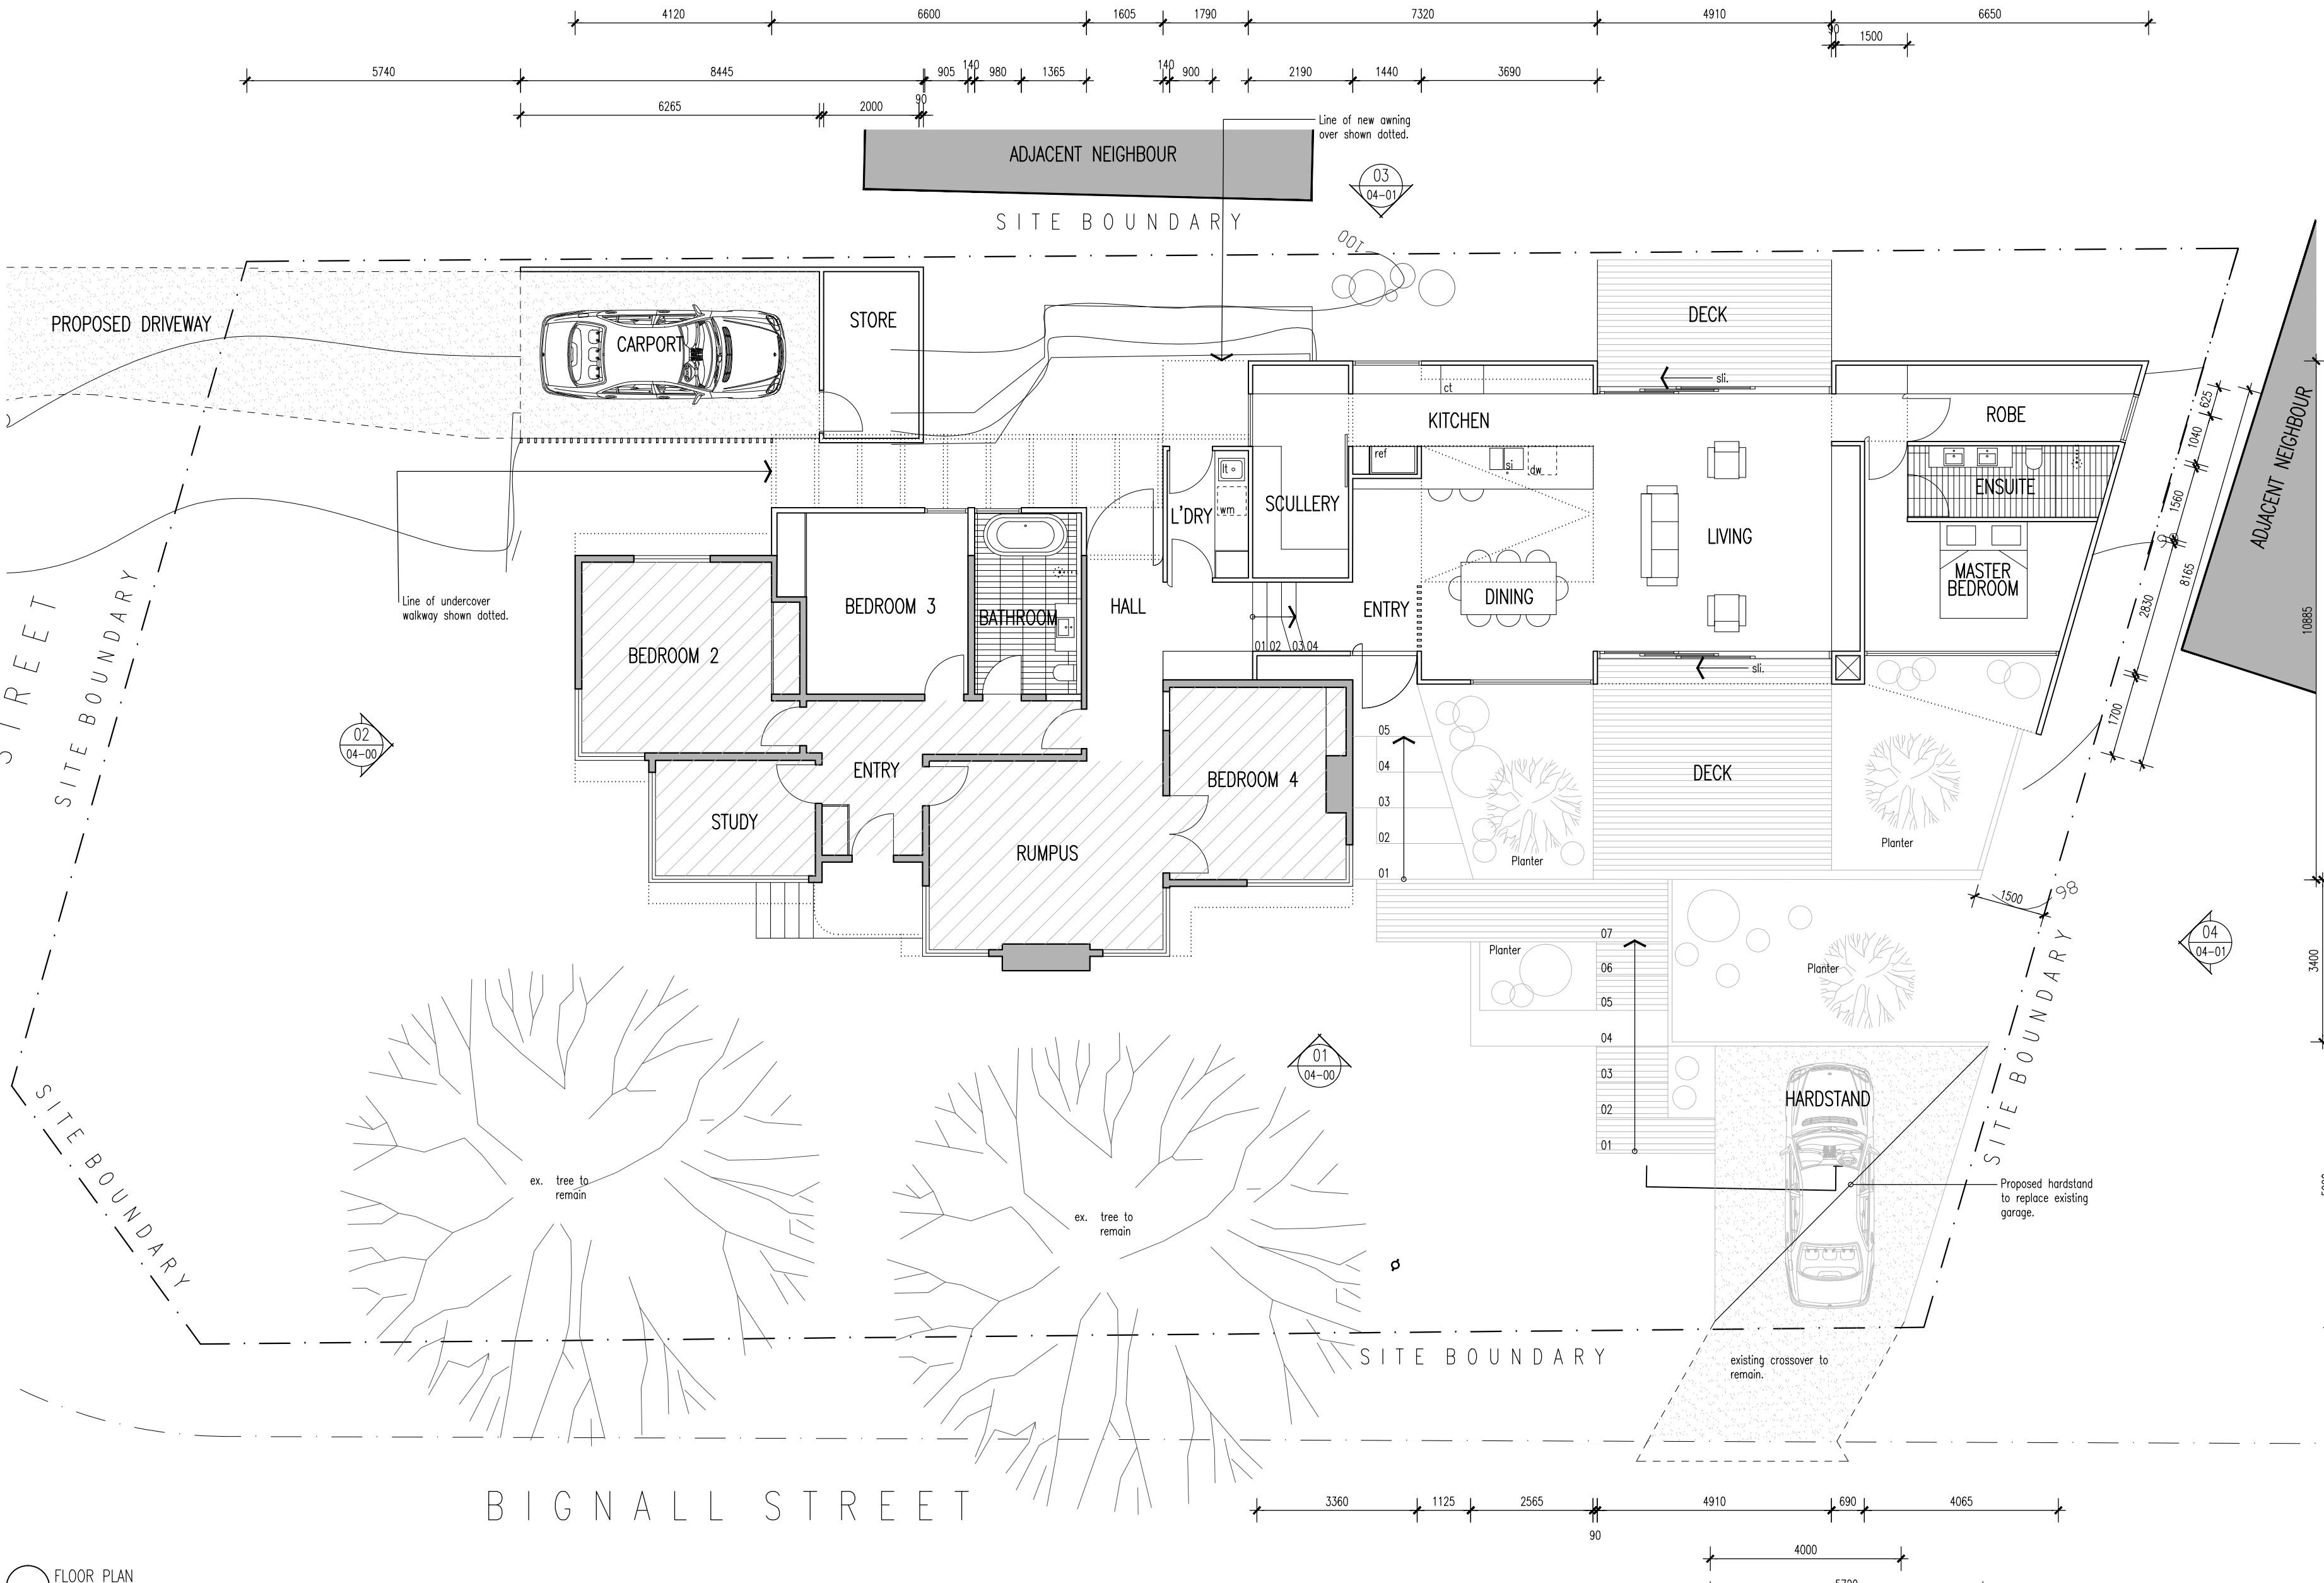 4120 6600 1605 1790 7320 4910 6650
90 1500
5740 8445 905 140 980 1365 140 900 2190 1440 3690
6265 2000 90
Line of new awning
over shown dotted.
ADJACENT NEIGHBOUR
03
04-01
SITE BOUNDARY
100
PROPOSED DRIVEWAY
CARPORT
STORE
DECK
sli.
ct
KITCHEN
ROBE
625
1040
1560
2830
1700
8165
10885
ADJACENT NEIGHBOUR
ref
si
dw
lt
wm
L'DRY
SCULLERY
ENSUITE
LIVING
MASTER
BEDROOM
DINING
ENTRY
HALL
BEDROOM 3
BATHROOM
Line of undercover
walkway shown dotted.
STREET
SITE BOUNDARY
BEDROOM 2
01 02 03 04
sli.
02
04-00
ENTRY
BEDROOM 4
05
04
03
02
01
DECK
STUDY
RUMPUS
Planter
Planter
1500
98
04
04-01
3400
07
06
05
04
03
02
01
Planter
Planter
SITE BOUNDARY
01
04-00
HARDSTAND
SITE BOUNDARY
ex. tree to
remain
ex. tree to
remain
Proposed hardstand
to replace existing
garage.
SITE BOUNDARY
existing crossover to
remain.
BIGNALL STREET
3360 1125 2565 4910 690 4065
90
4000
FLOOR PLAN